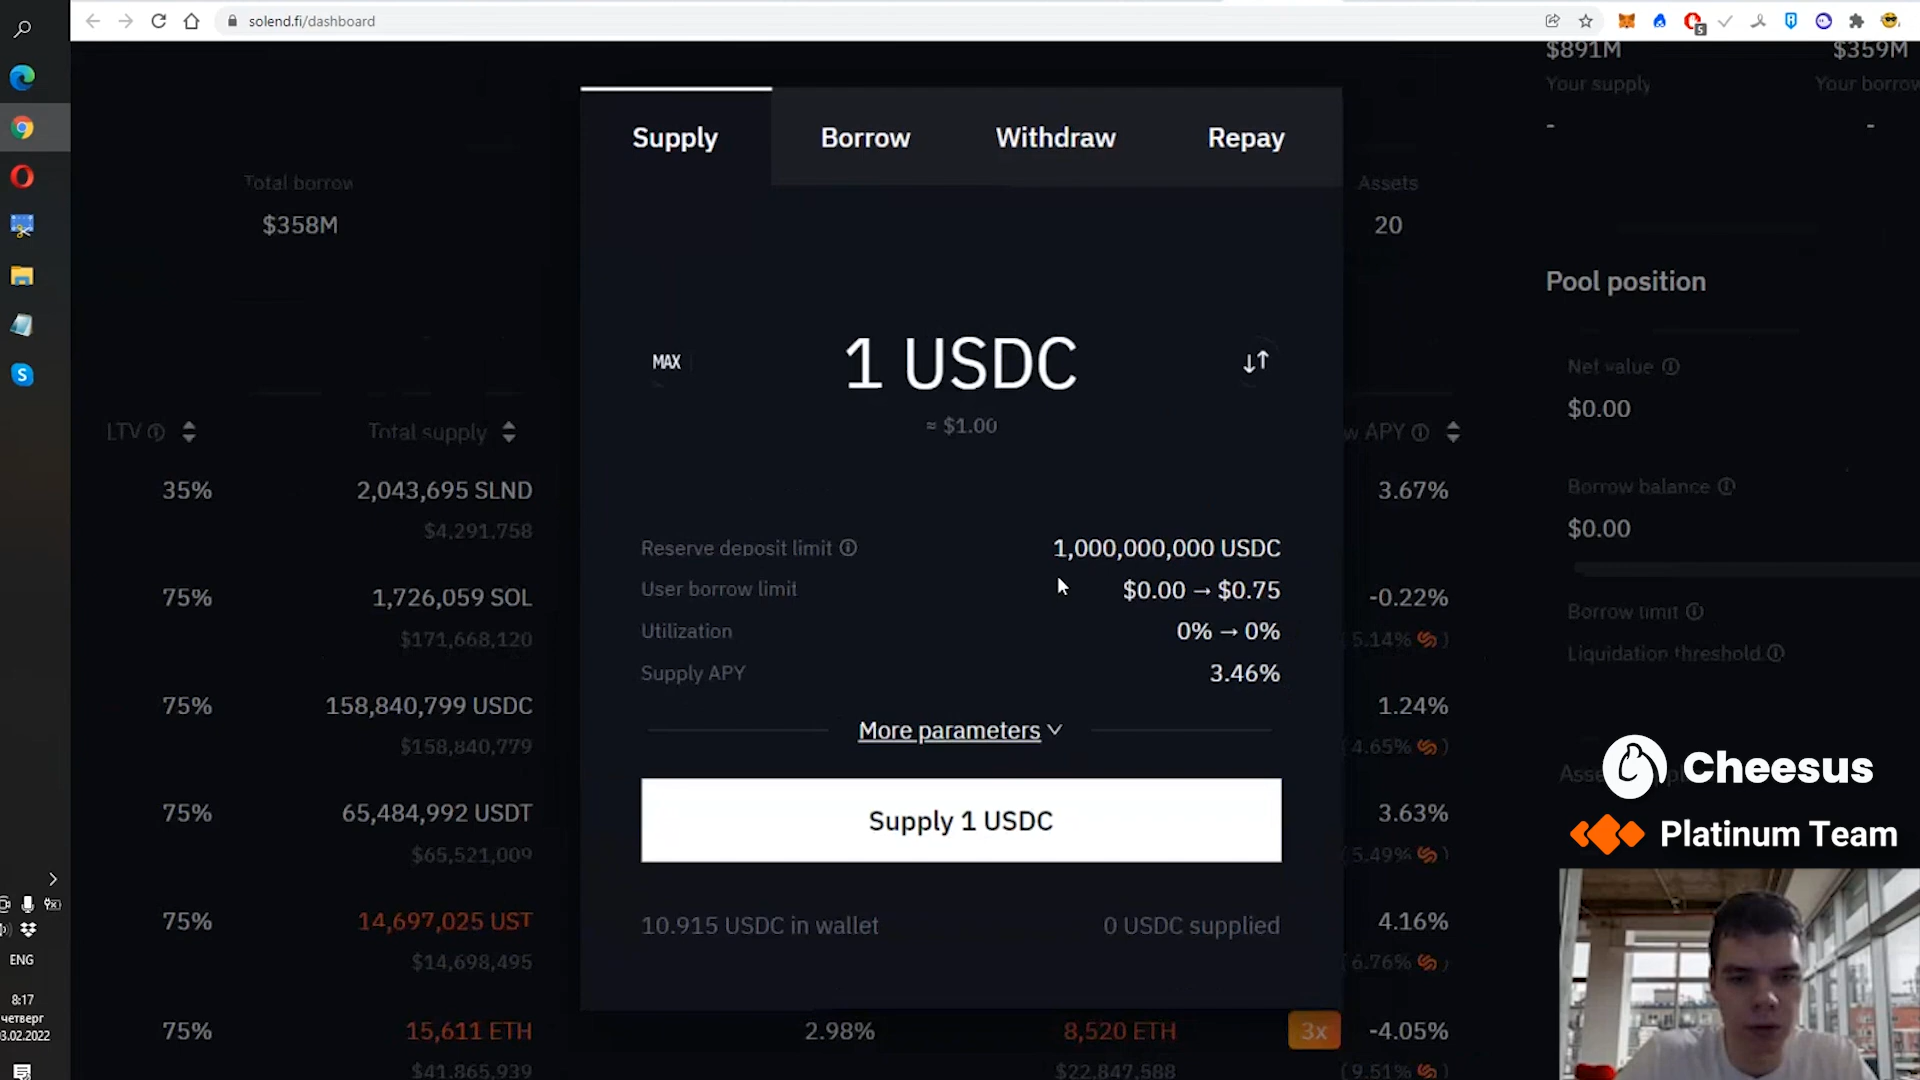 solend.fi/dashboard
5
$891M
$359M
Your supply
Your borrow
-
-
Supply
Borrow
Withdraw
Repay
Total borrow
$358M
Assets
20
Pool position
MAX
1 USDC
≈ $1.00
Net value
$0.00
LTV
Total supply
w APY
Borrow balance
$0.00
35%
2,043,695 SLND
$4,291,758
3.67%
Reserve deposit limit
1,000,000,000 USDC
User borrow limit
$0.00 → $0.75
Utilization
0% → 0%
Supply APY
3.46%
75%
1,726,059 SOL
$171,668,120
-0.22%
(5.14% )
Borrow limit
Liquidation threshold
75%
158,840,799 USDC
$158,840,779
1.24%
(4.65% )
More parameters
Supply 1 USDC
75%
65,484,992 USDT
$65,521,009
3.63%
(5.49% )
Cheesus
Platinum Team
10.915 USDC in wallet
0 USDC supplied
75%
14,697,025 UST
$14,698,495
4.16%
(6.76% )
75%
15,611 ETH
$41,865,939
2.98%
8,520 ETH
$22,847,588
3x
-4.05%
(9.51% )
S
ENG
8:17
четверг
03.02.2022